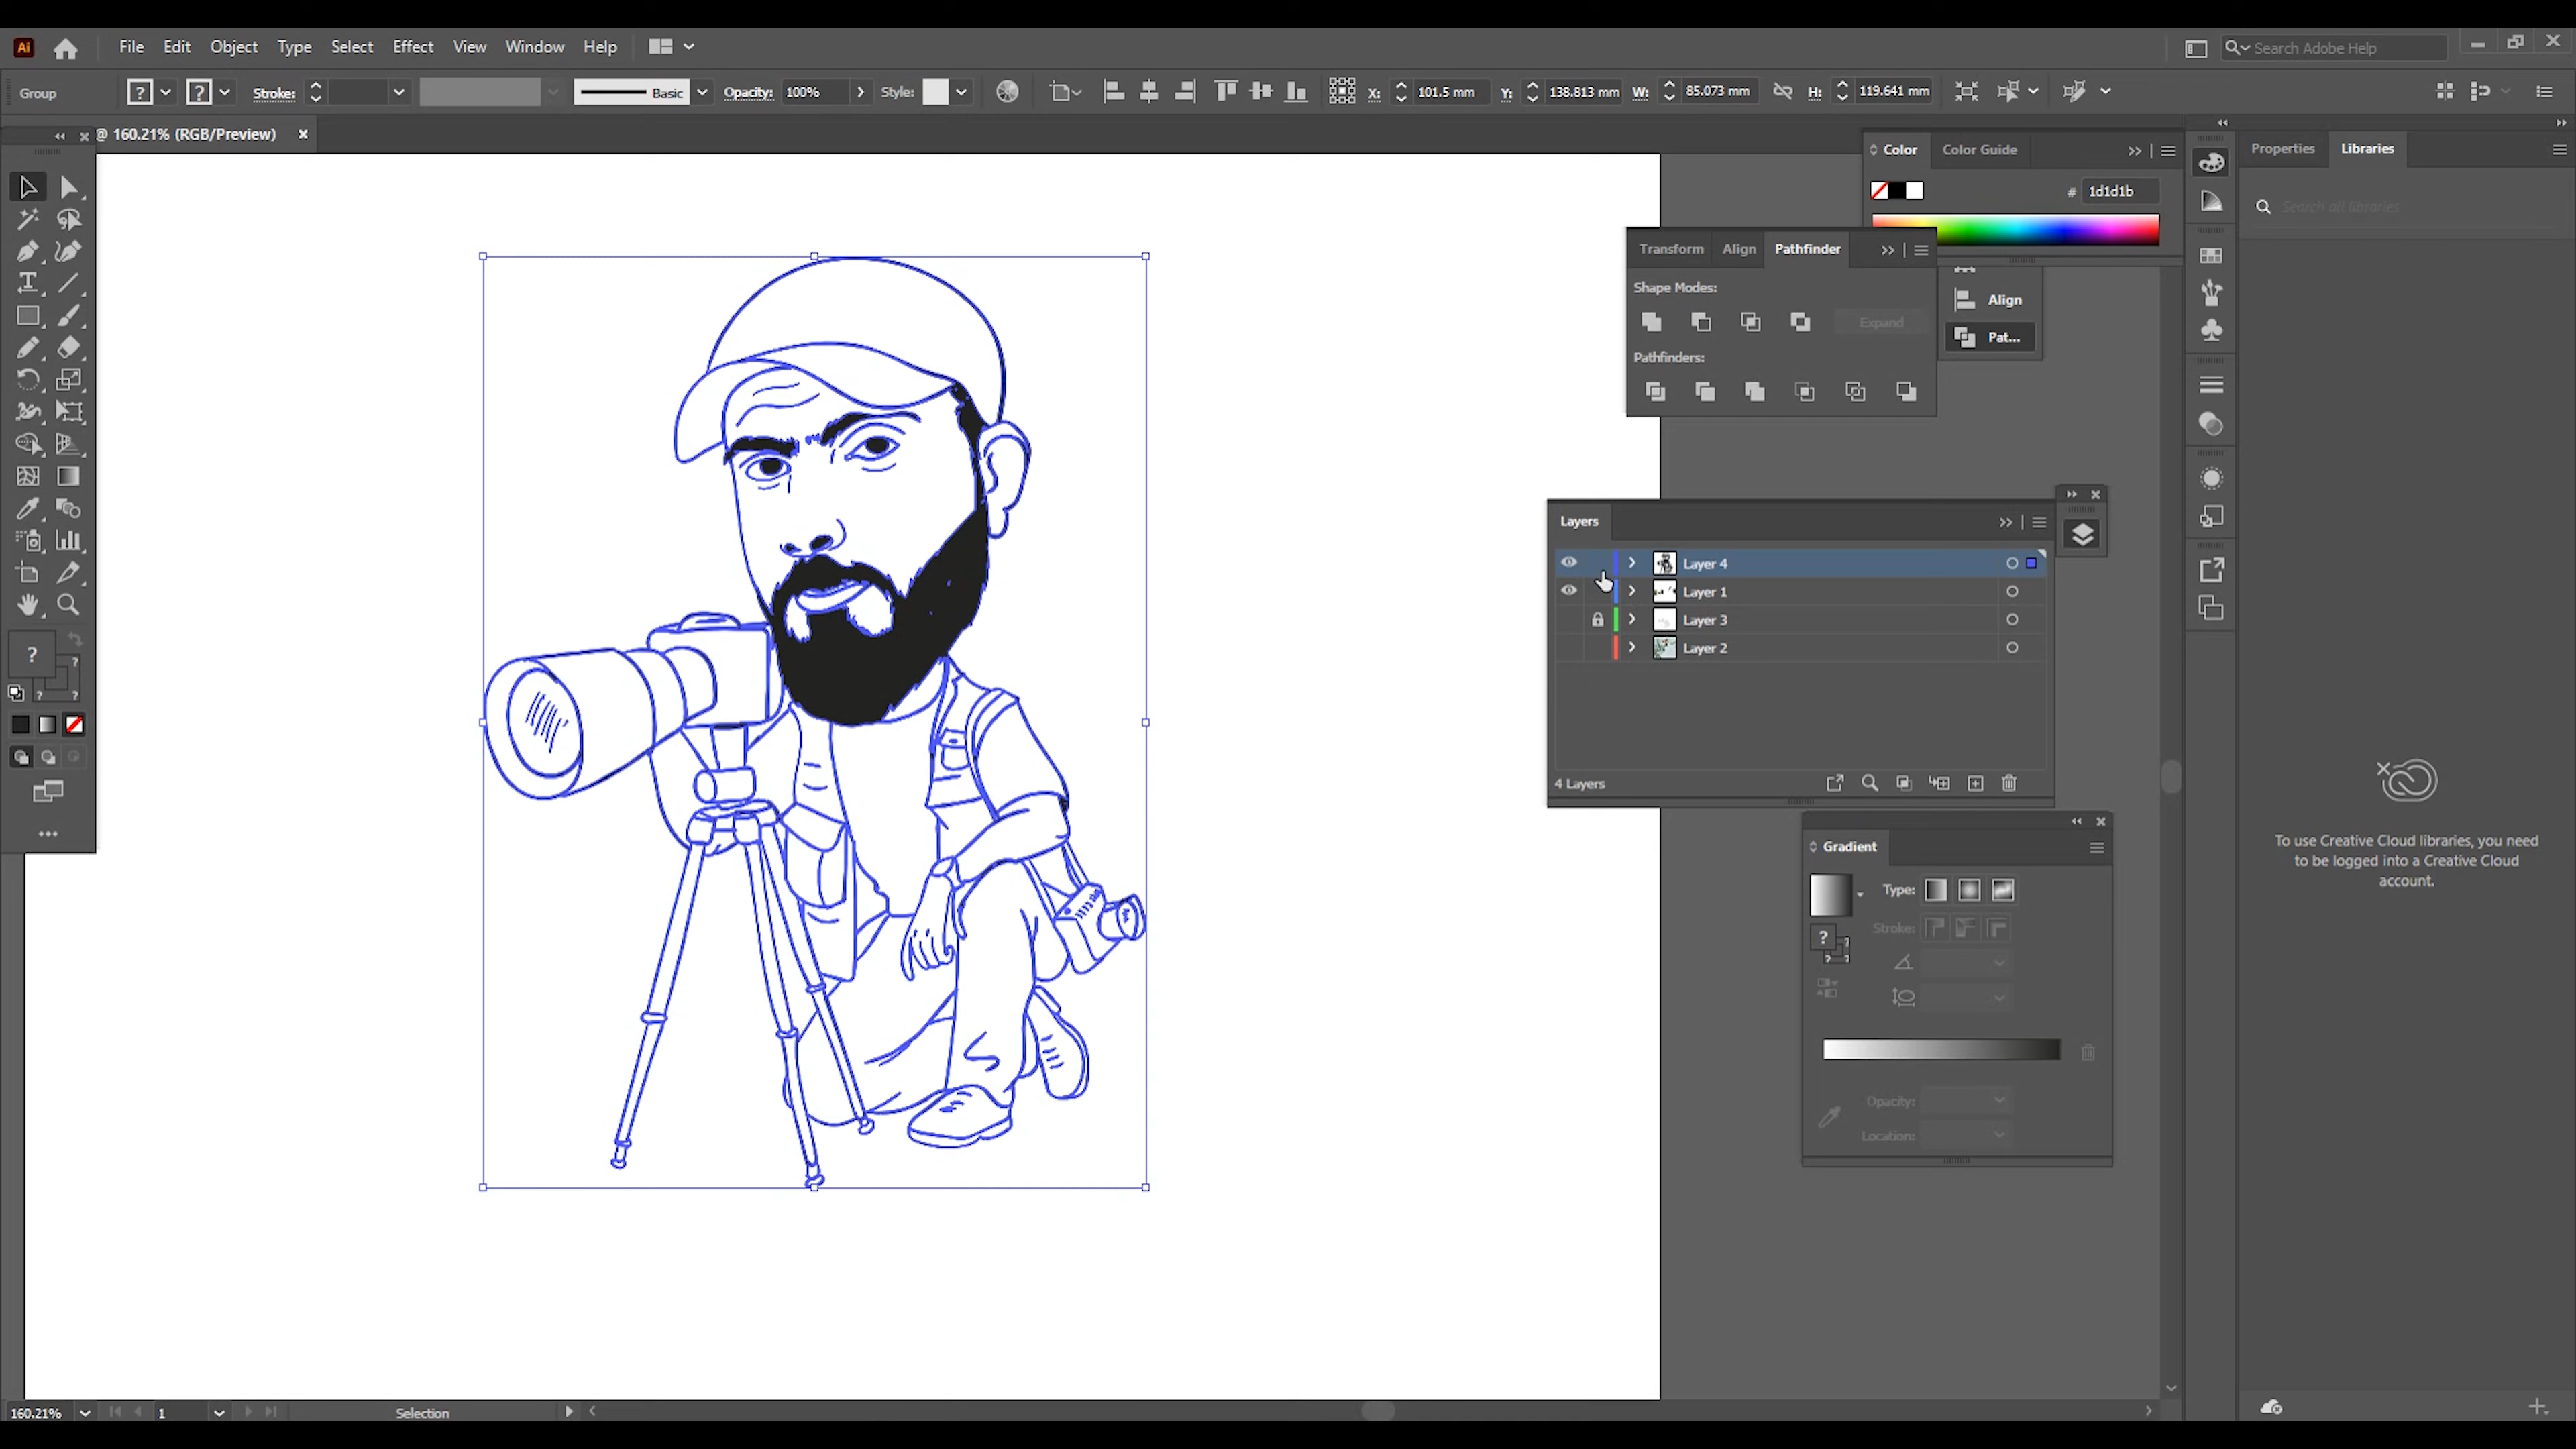 Ai File Edit Object Type Select Effect View Window Help Search Adobe Help
Group ? ? Stroke: Basic Opacity: 100% Style: X: 101.5 mm Y: 138.813 mm W: 85.073 mm H: 119.641 mm
@ 160.21% (RGB/Preview)
Color Color Guide
# 1d1d1b
Properties Libraries
Search all libraries
Transform Align Pathfinder
Shape Modes:
Expand
Pathfinders:
Align
Pat...
Layers
Layer 4
Layer 1
Layer 3
Layer 2
4 Layers
Gradient
Type:
Stroke:
Opacity:
Location:
To use Creative Cloud libraries, you need
to be logged into a Creative Cloud
account.
160.21% 1 Selection